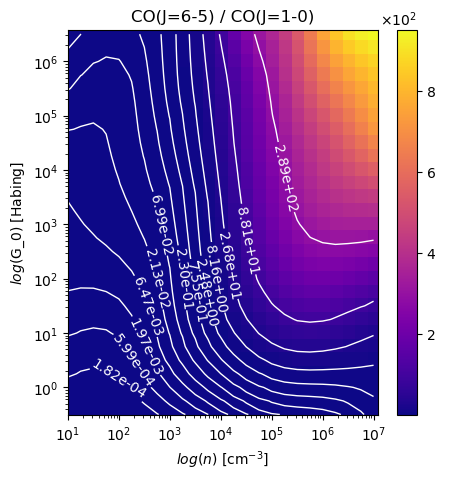 CO(J=6-5) / CO(J=1-0)
×10²
log(G_0) [Habing]
10⁶
10⁵
10⁴
10³
10²
10¹
10⁰
2.89e+02
8.81e+01
2.68e+01
8.16e+00
2.48e+00
7.55e-01
2.30e-01
6.99e-02
2.13e-02
6.47e-03
1.97e-03
5.99e-04
1.82e-04
10¹ 10² 10³ 10⁴ 10⁵ 10⁶ 10⁷
log(n) [cm⁻³]
8
6
4
2